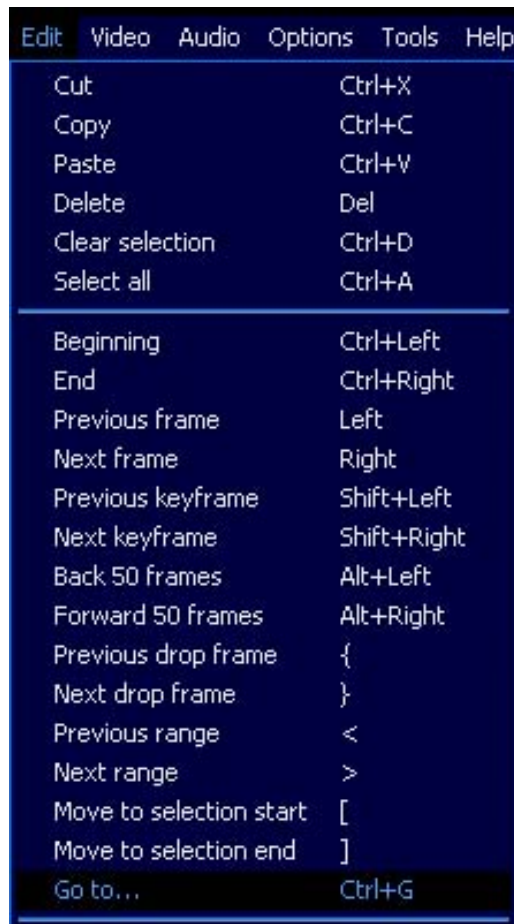 Edit Video Audio Options Tools Help
Cut Ctrl+X
Copy Ctrl+C
Paste Ctrl+V
Delete Del
Clear selection Ctrl+D
Select all Ctrl+A
Beginning Ctrl+Left
End Ctrl+Right
Previous frame Left
Next frame Right
Previous keyframe Shift+Left
Next keyframe Shift+Right
Back 50 frames Alt+Left
Forward 50 frames Alt+Right
Previous drop frame {
Next drop frame }
Previous range <
Next range >
Move to selection start [
Move to selection end ]
Go to... Ctrl+G